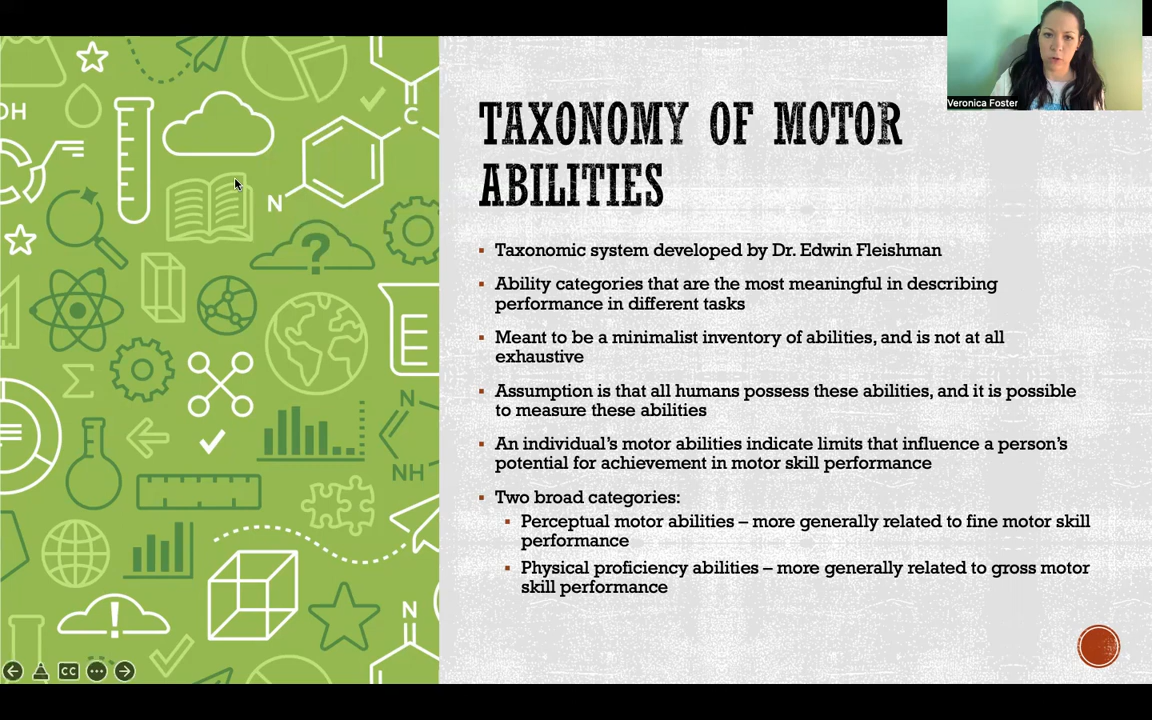 Veronica Foster
TAXONOMY OF MOTOR
ABILITIES
▪ Taxonomic system developed by Dr. Edwin Fleishman
▪ Ability categories that are the most meaningful in describing
performance in different tasks
▪ Meant to be a minimalist inventory of abilities, and is not at all
exhaustive
▪ Assumption is that all humans possess these abilities, and it is possible
to measure these abilities
▪ An individual's motor abilities indicate limits that influence a person's
potential for achievement in motor skill performance
▪ Two broad categories:
▪ Perceptual motor abilities – more generally related to fine motor skill
performance
▪ Physical proficiency abilities – more generally related to gross motor
skill performance
OH
C
N
?
Σ
N
NH
!
N
CC